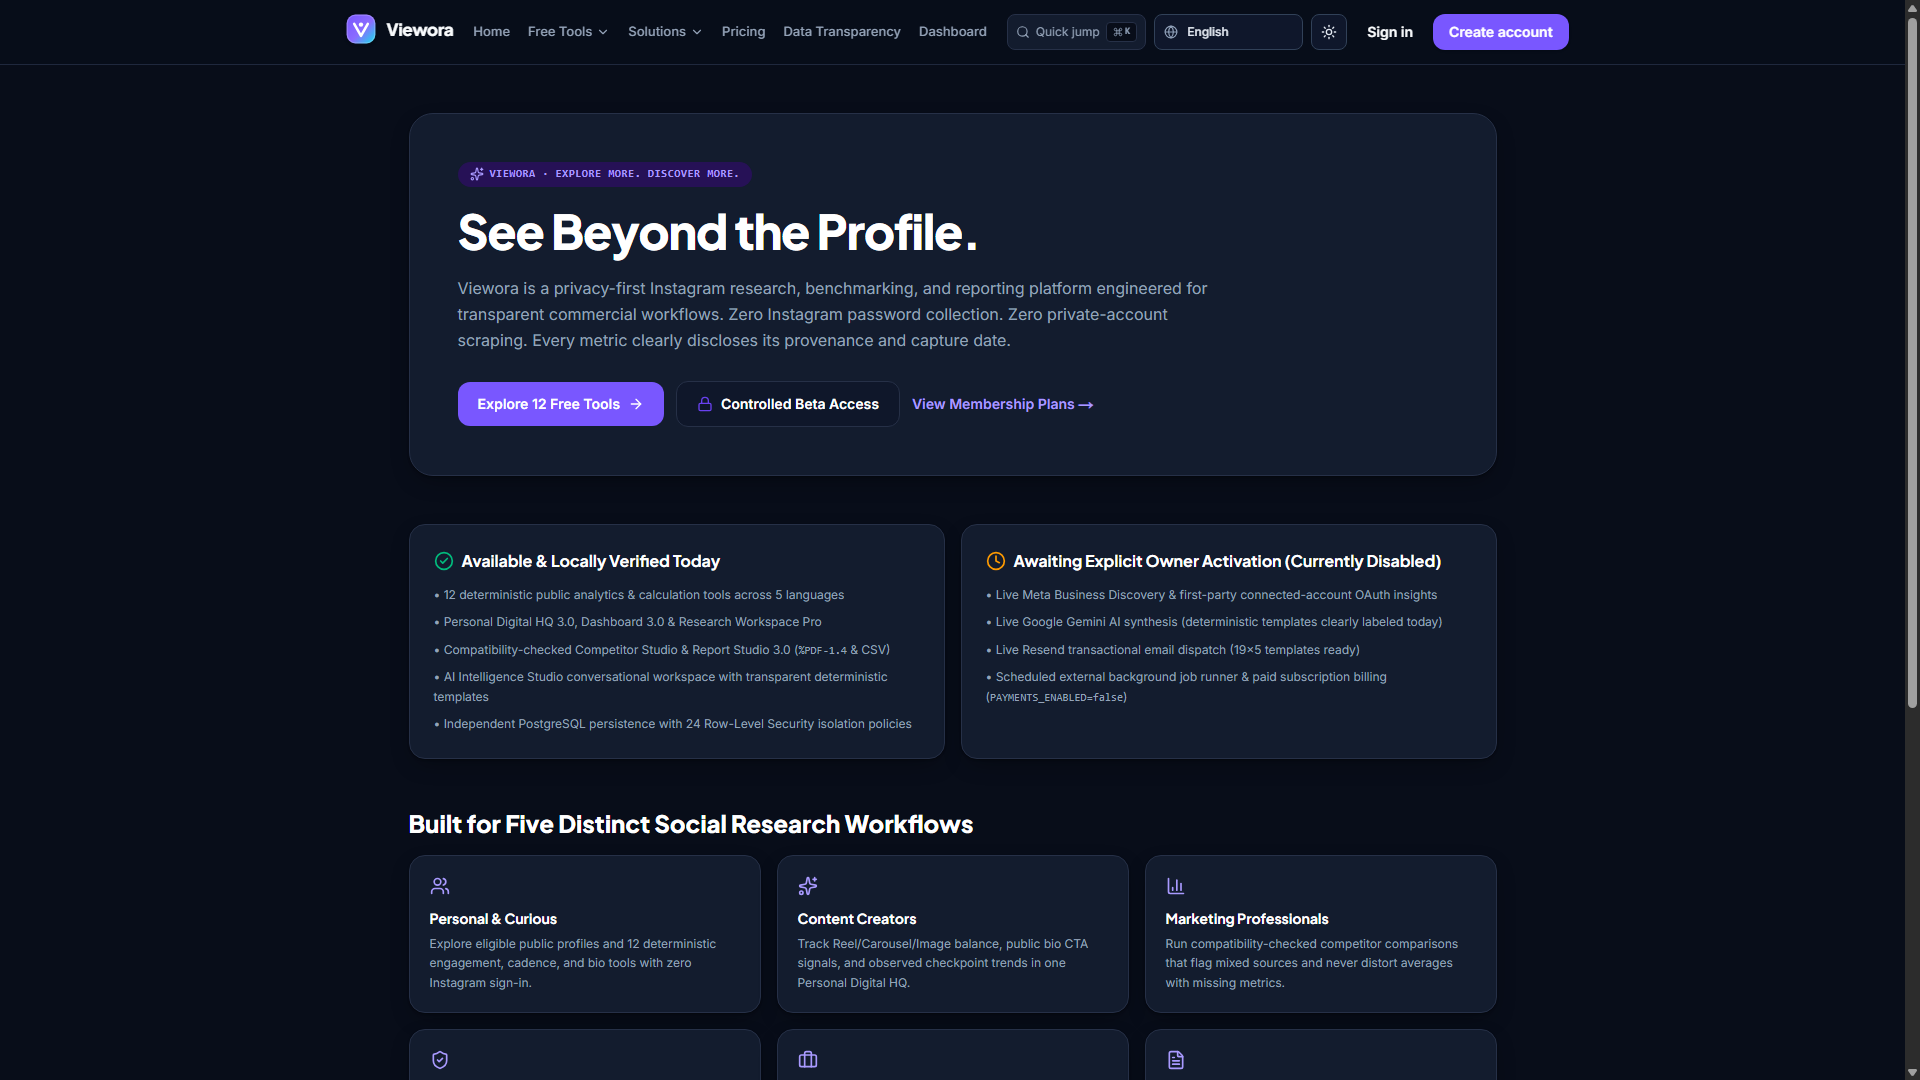 Viewora
Home
Free Tools
Solutions
Pricing
Data Transparency
Dashboard
Quick jump
⌘K
English
Sign in
Create account
VIEWORA · EXPLORE MORE. DISCOVER MORE.
See Beyond the Profile.
Viewora is a privacy-first Instagram research, benchmarking, and reporting platform engineered for
transparent commercial workflows. Zero Instagram password collection. Zero private-account
scraping. Every metric clearly discloses its provenance and capture date.
Explore 12 Free Tools →
Controlled Beta Access
View Membership Plans →
Available & Locally Verified Today
• 12 deterministic public analytics & calculation tools across 5 languages
• Personal Digital HQ 3.0, Dashboard 3.0 & Research Workspace Pro
• Compatibility-checked Competitor Studio & Report Studio 3.0 (%PDF-1.4 & CSV)
• AI Intelligence Studio conversational workspace with transparent deterministic
templates
• Independent PostgreSQL persistence with 24 Row-Level Security isolation policies
Awaiting Explicit Owner Activation (Currently Disabled)
• Live Meta Business Discovery & first-party connected-account OAuth insights
• Live Google Gemini AI synthesis (deterministic templates clearly labeled today)
• Live Resend transactional email dispatch (19×5 templates ready)
• Scheduled external background job runner & paid subscription billing
(PAYMENTS_ENABLED=false)
Built for Five Distinct Social Research Workflows
Personal & Curious
Explore eligible public profiles and 12 deterministic
engagement, cadence, and bio tools with zero
Instagram sign-in.
Content Creators
Track Reel/Carousel/Image balance, public bio CTA
signals, and observed checkpoint trends in one
Personal Digital HQ.
Marketing Professionals
Run compatibility-checked competitor comparisons
that flag mixed sources and never distort averages
with missing metrics.